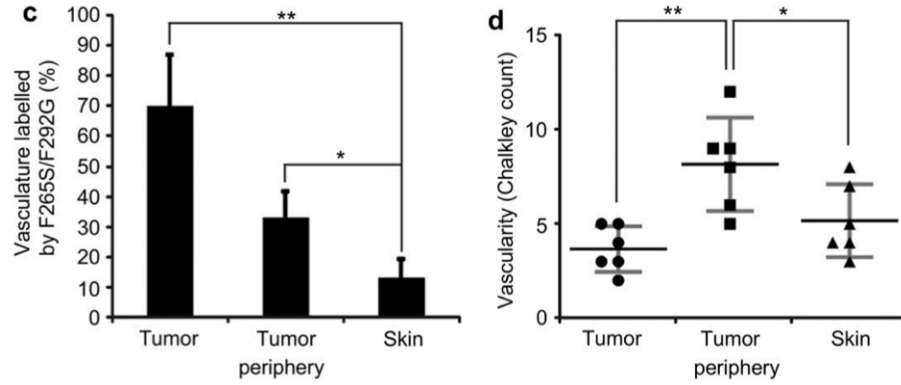 c
**
*
Vasculature labelled
by F265S/F292G (%)
100
90
80
70
60
50
40
30
20
10
0
Tumor
Tumor
periphery
Skin
d
**
*
Vascularity (Chalkley count)
15
10
5
0
Tumor
Tumor
periphery
Skin